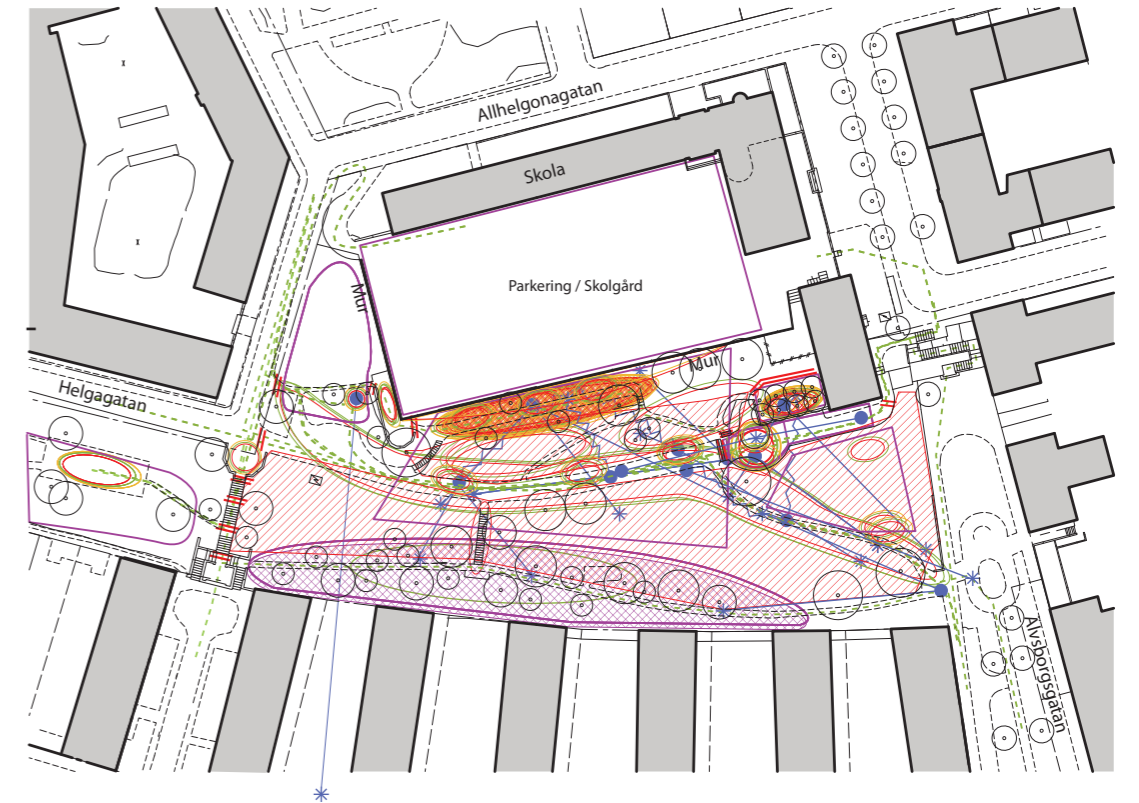 Allhelgonagatan
Skola
Parkering / Skolgård
Mur
Mur
Helgagatan
Älvsborgsgatan